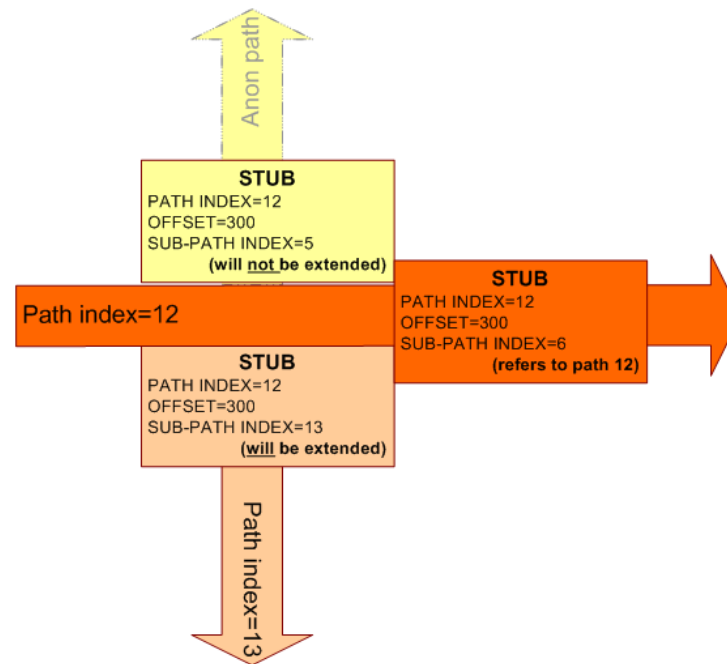 Anon path
STUB
PATH INDEX=12
OFFSET=300
SUB-PATH INDEX=5
(will not be extended)
Path index=12
STUB
PATH INDEX=12
OFFSET=300
SUB-PATH INDEX=6
(refers to path 12)
STUB
PATH INDEX=12
OFFSET=300
SUB-PATH INDEX=13
(will be extended)
Path index=13